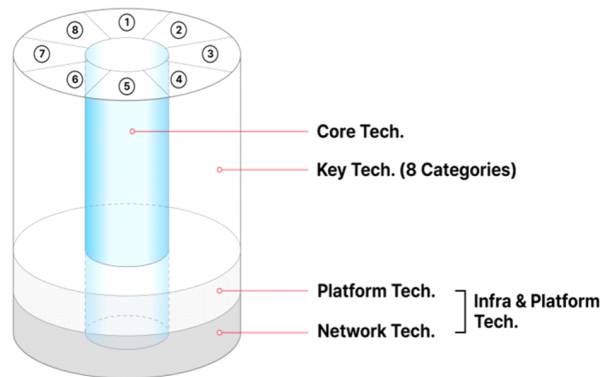 ①
②
③
④
⑤
⑥
⑦
⑧
Core Tech.
Key Tech. (8 Categories)
Platform Tech.
Network Tech.
Infra & Platform
Tech.